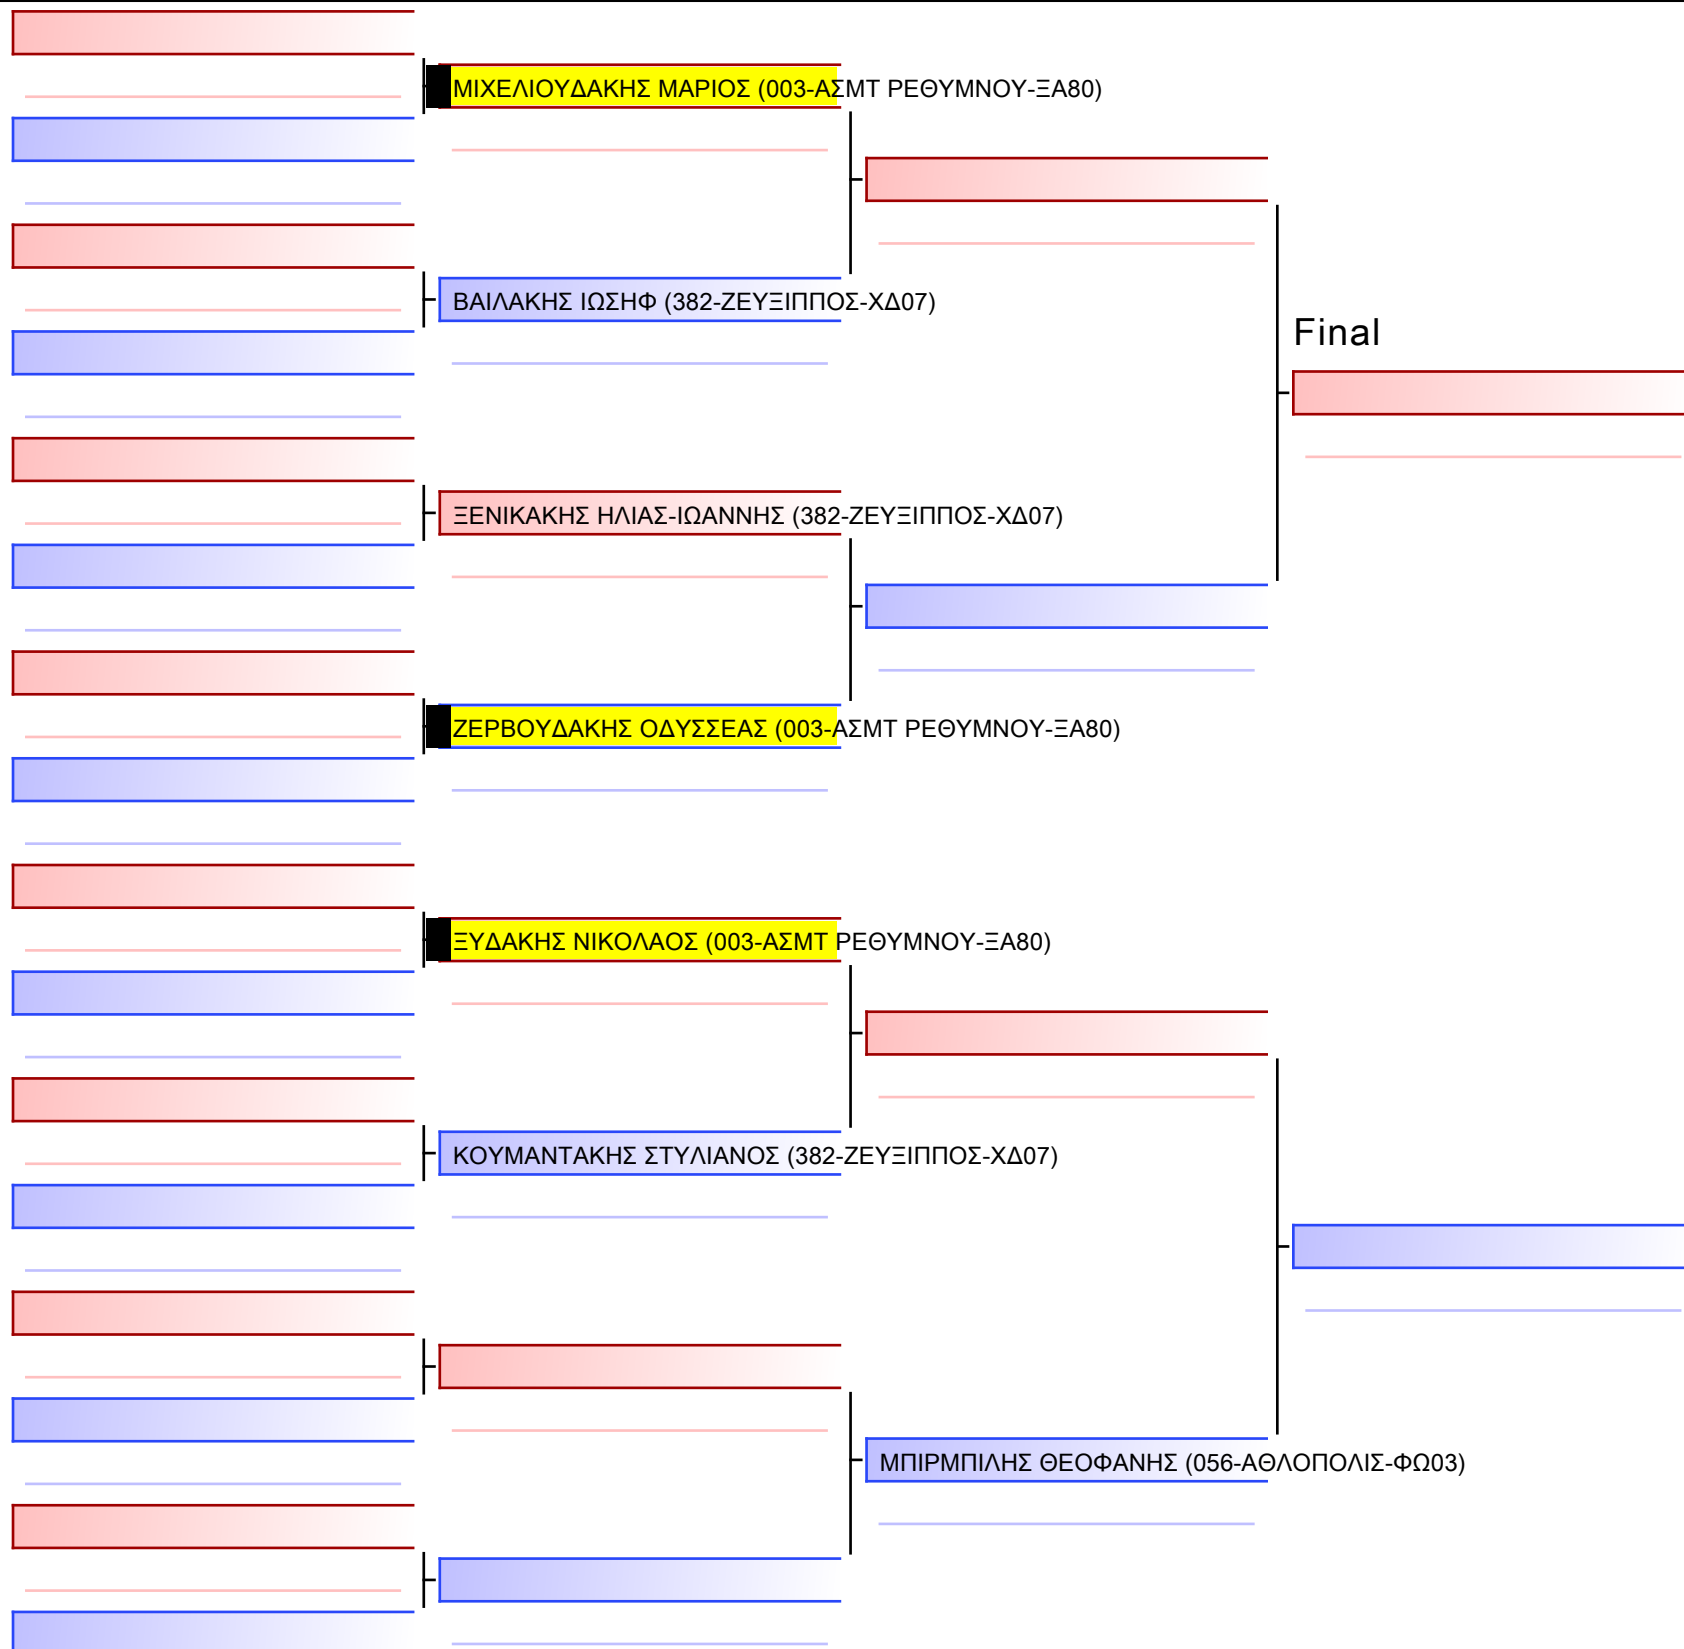 ΜΙΧΕΛΙΟΥΔΑΚΗΣ ΜΑΡΙΟΣ (003-ΑΣΜΤ ΡΕΘΥΜΝΟΥ-ΞΑ80)
ΒΑΙΛΑΚΗΣ ΙΩΣΗΦ (382-ΖΕΥΞΙΠΠΟΣ-ΧΔ07)
Final
ΞΕΝΙΚΑΚΗΣ ΗΛΙΑΣ-ΙΩΑΝΝΗΣ (382-ΖΕΥΞΙΠΠΟΣ-ΧΔ07)
ΖΕΡΒΟΥΔΑΚΗΣ ΟΔΥΣΣΕΑΣ (003-ΑΣΜΤ ΡΕΘΥΜΝΟΥ-ΞΑ80)
ΞΥΔΑΚΗΣ ΝΙΚΟΛΑΟΣ (003-ΑΣΜΤ ΡΕΘΥΜΝΟΥ-ΞΑ80)
ΚΟΥΜΑΝΤΑΚΗΣ ΣΤΥΛΙΑΝΟΣ (382-ΖΕΥΞΙΠΠΟΣ-ΧΔ07)
ΜΠΙΡΜΠΙΛΗΣ ΘΕΟΦΑΝΗΣ (056-ΑΘΛΟΠΟΛΙΣ-ΦΩ03)